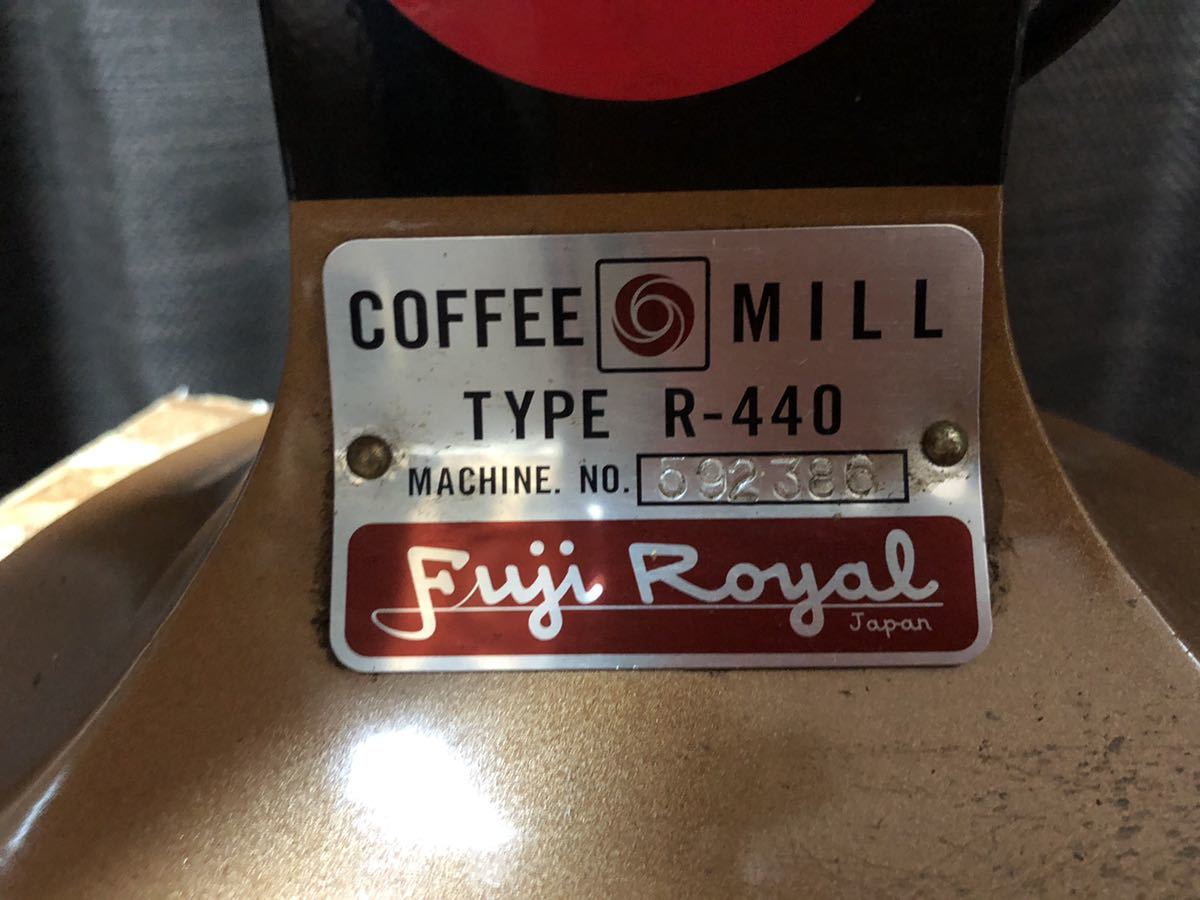 COFFEE MILL
TYPE R-440
MACHINE. NO. 592386
Fuji Royal
Japan